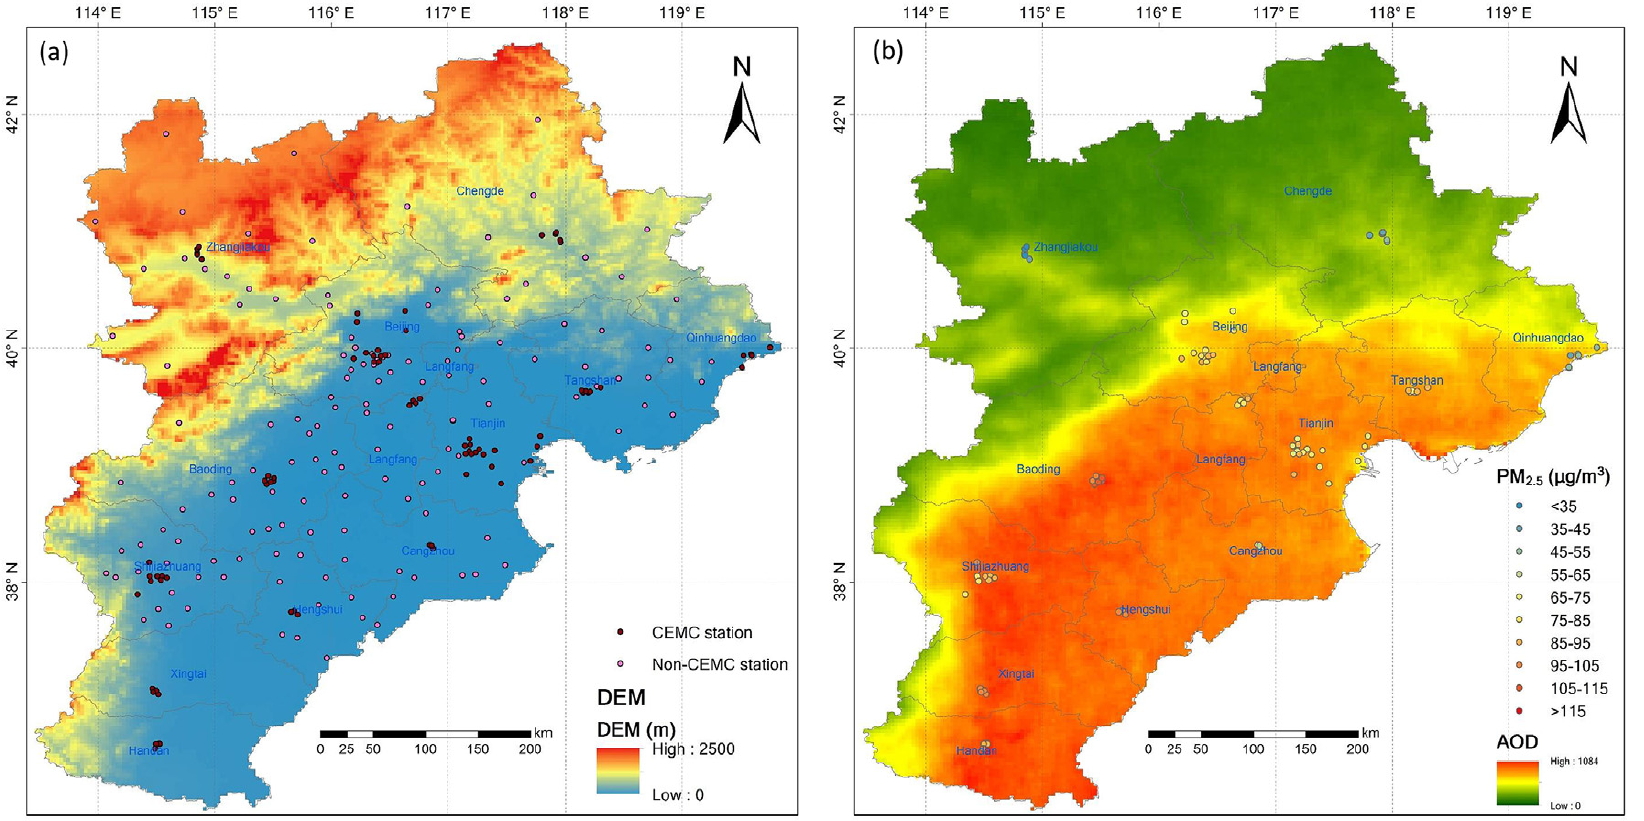 114° E 115° E 116° E 117° E 118° E 119° E
(a)
N
42° N
40° N
38° N
Chengde
Zhangjiakou
Beijing
Qinhuangdao
Langfang
Tangshan
Tianjin
Langfang
Baoding
Cangzhou
Shijiazhuang
Hengshui
Xingtai
Handan
CEMC station
Non-CEMC station
DEM
DEM (m)
High : 2500
Low : 0
km
0 25 50 100 150 200
114° E 115° E 116° E 117° E 118° E 119° E
(b)
N
42° N
40° N
38° N
Chengde
Zhangjiakou
Beijing
Qinhuangdao
Langfang
Tangshan
Tianjin
Langfang
Baoding
Cangzhou
Shijiazhuang
Hengshui
Xingtai
Handan
PM2.5 (µg/m³)
<35
35-45
45-55
55-65
65-75
75-85
85-95
95-105
105-115
>115
AOD
High : 1084
Low : 0
km
0 25 50 100 150 200